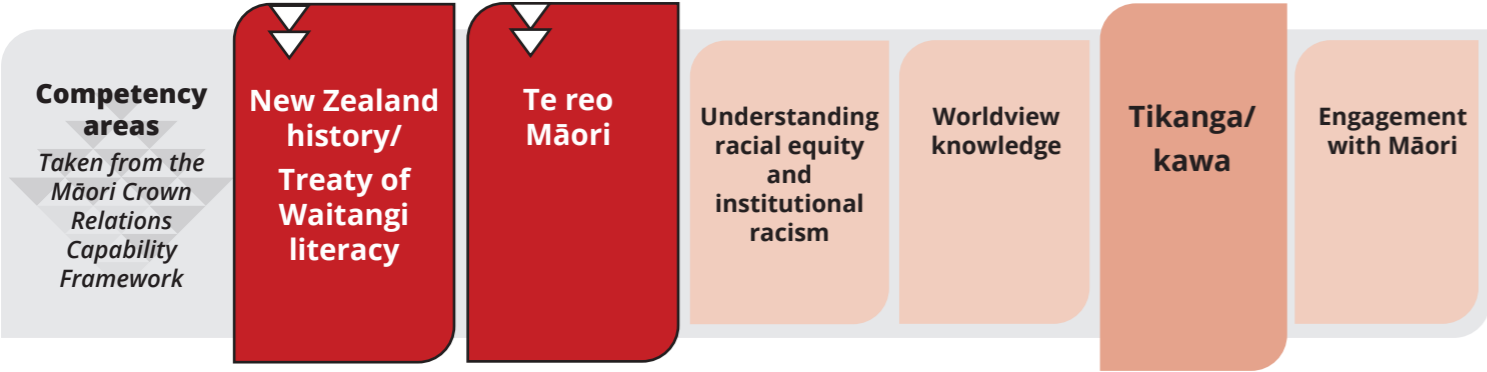 Competency
areas
Taken from the
Māori Crown
Relations
Capability
Framework
New Zealand
history/
Treaty of
Waitangi
literacy
Te reo
Māori
Understanding
racial equity
and
institutional
racism
Worldview
knowledge
Tikanga/
kawa
Engagement
with Māori